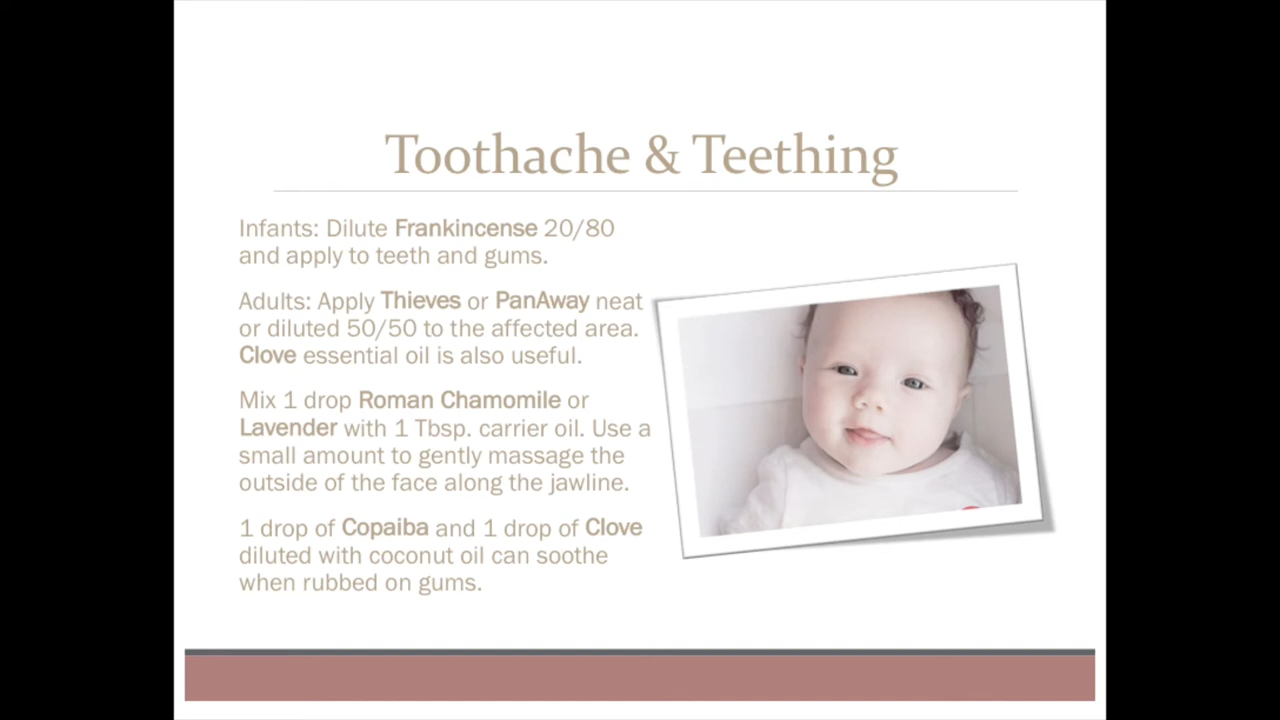 Toothache & Teething
Infants: Dilute Frankincense 20/80
and apply to teeth and gums.
Adults: Apply Thieves or PanAway neat
or diluted 50/50 to the affected area.
Clove essential oil is also useful.
Mix 1 drop Roman Chamomile or
Lavender with 1 Tbsp. carrier oil. Use a
small amount to gently massage the
outside of the face along the jawline.
1 drop of Copaiba and 1 drop of Clove
diluted with coconut oil can soothe
when rubbed on gums.